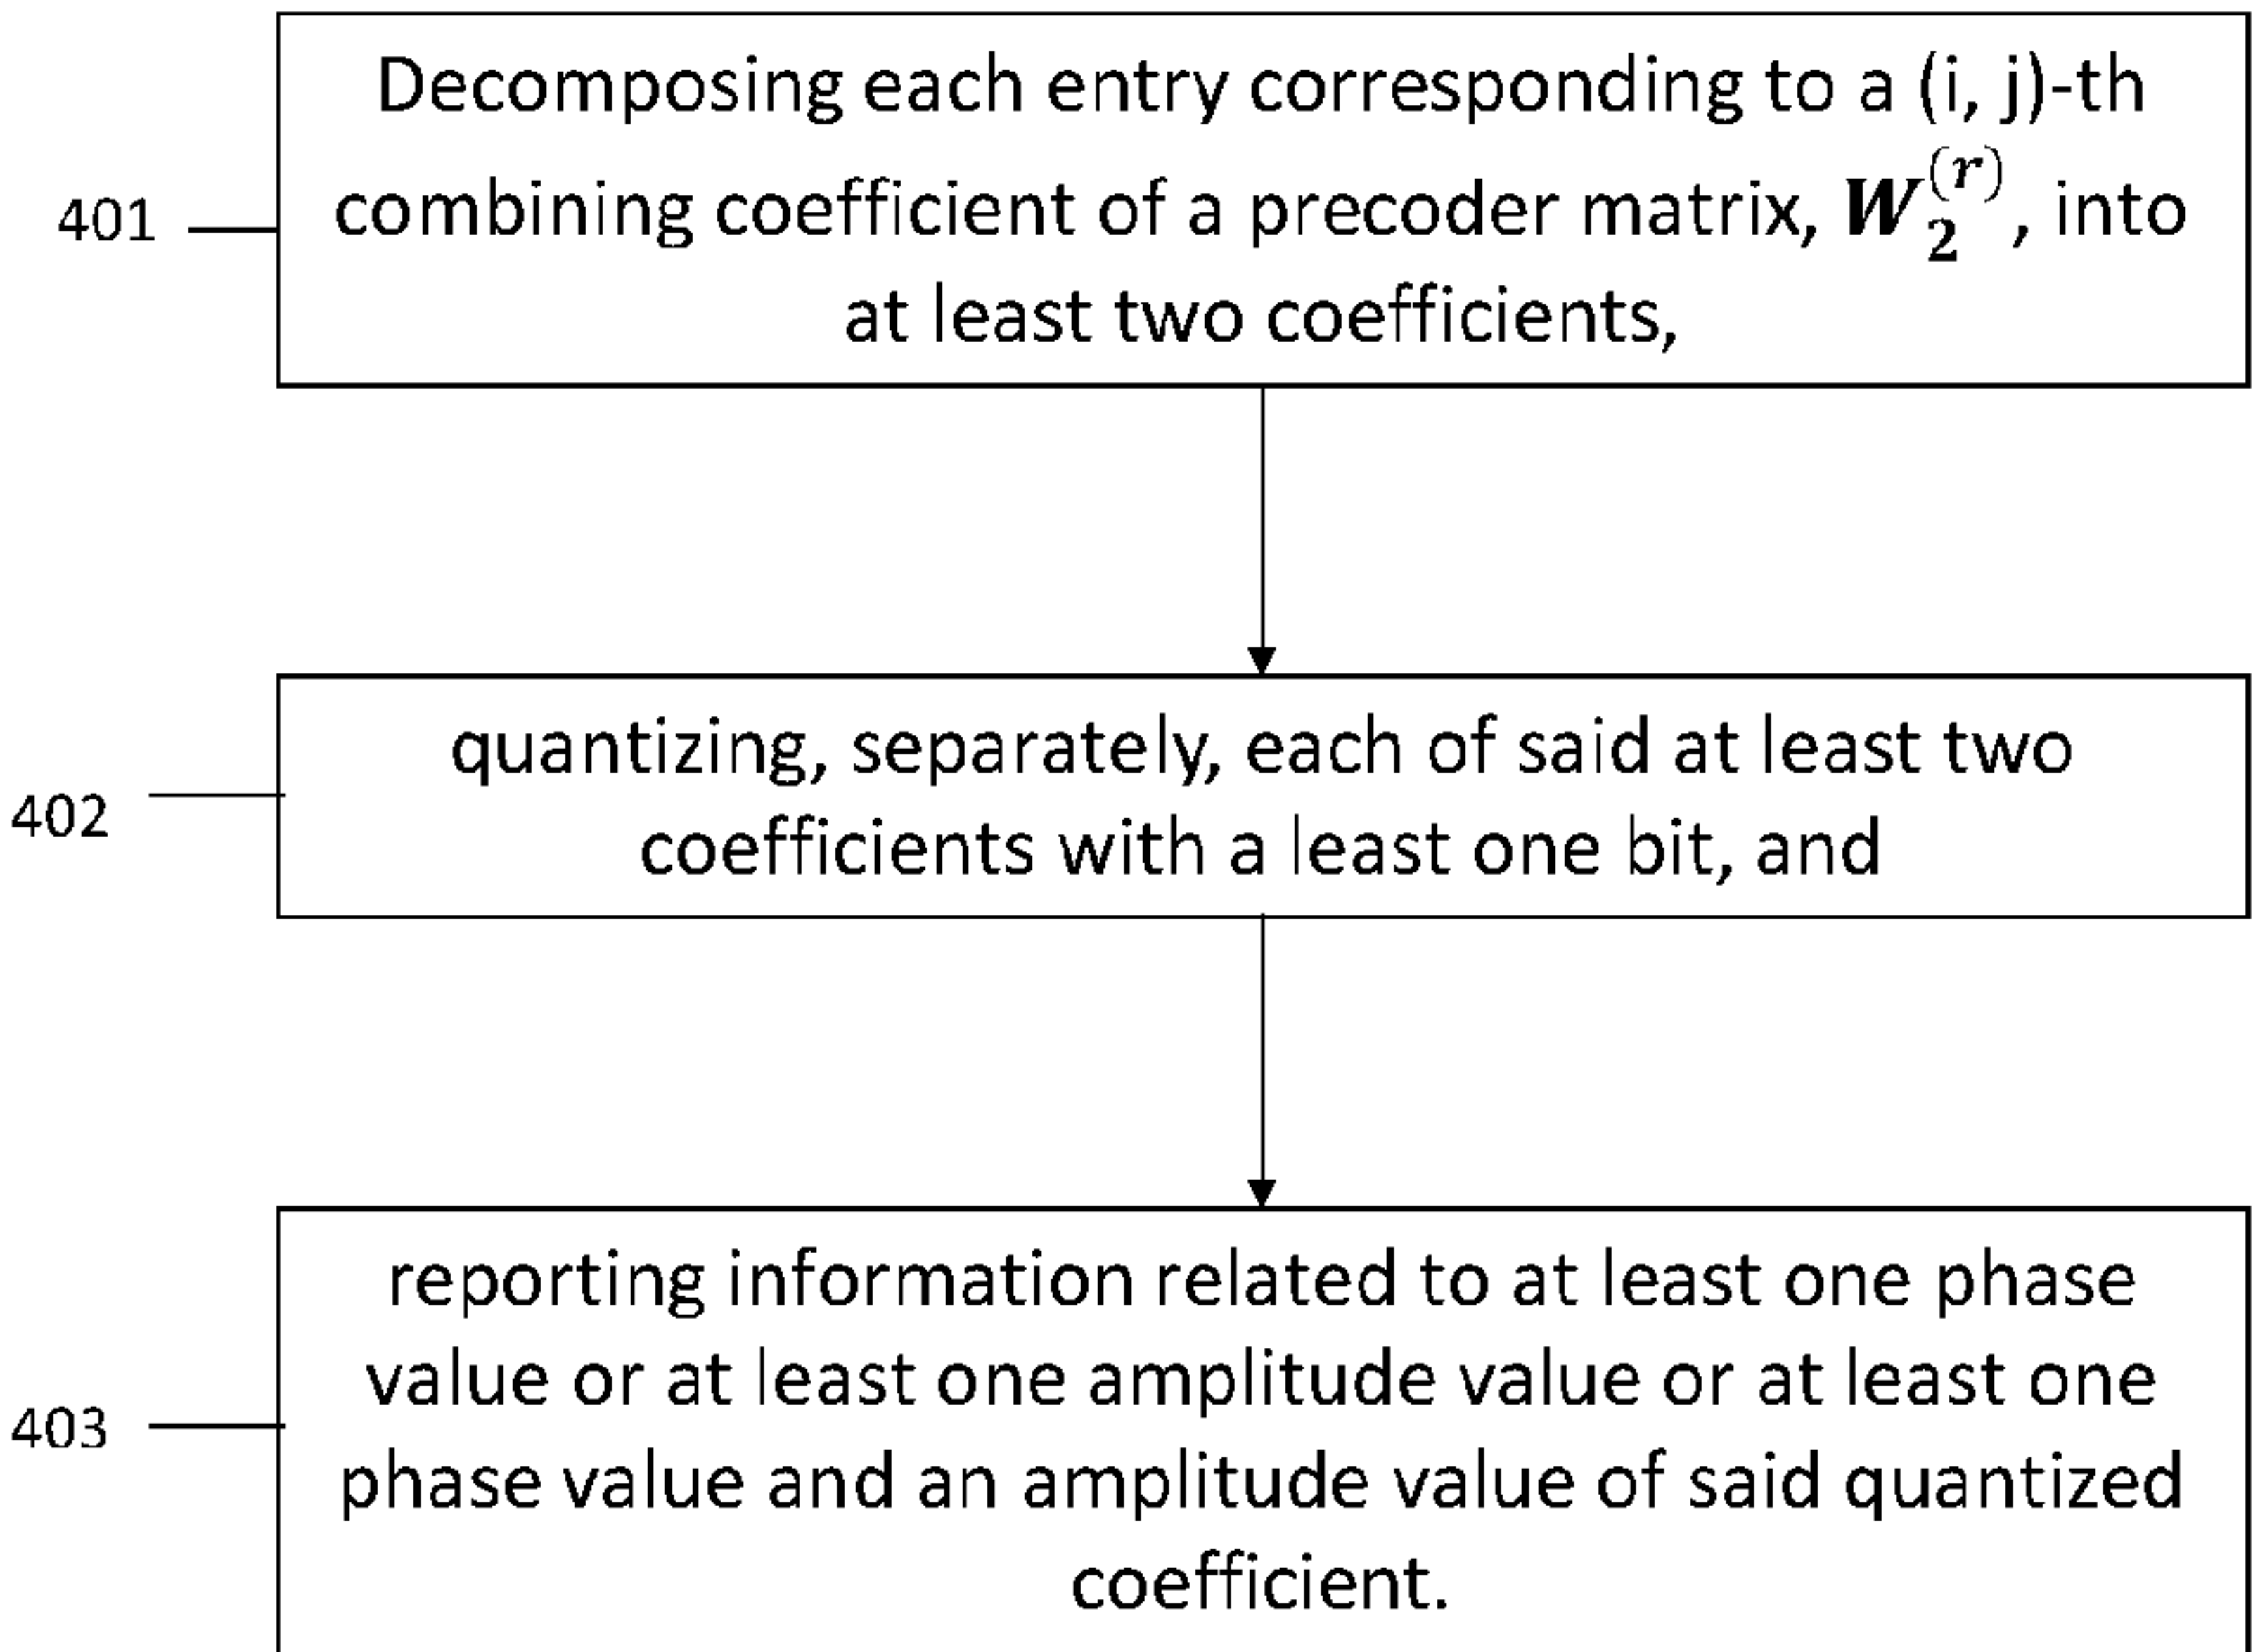 Decomposing each entry corresponding to a (i, j)-th
401 combining coefficient of a precoder matrix, W₂⁽ʳ⁾, into
at least two coefficients,
quantizing, separately, each of said at least two
402
coefficients with a least one bit, and
reporting information related to at least one phase
value or at least one amplitude value or at least one
403
phase value and an amplitude value of said quantized
coefficient.